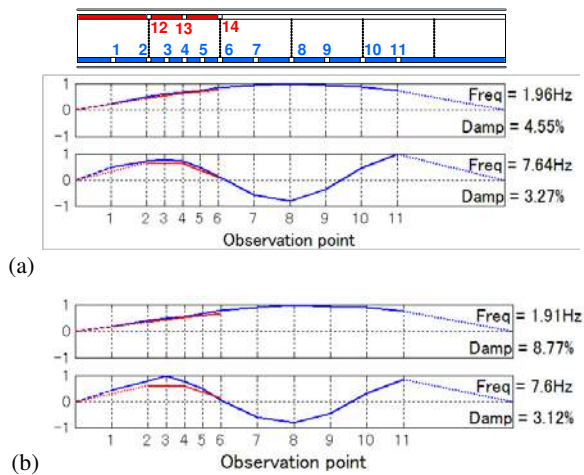 12 13 14
1 2 3 4 5 6 7 8 9 10 11
1
0
-1
Freq = 1.96Hz
Damp = 4.55%
1
0
-1
Freq = 7.64Hz
Damp = 3.27%
1 2 3 4 5 6 7 8 9 10 11
Observation point
(a)
1
0
-1
Freq = 1.91Hz
Damp = 8.77%
1
0
-1
Freq = 7.6Hz
Damp = 3.12%
1 2 3 4 5 6 7 8 9 10 11
Observation point
(b)